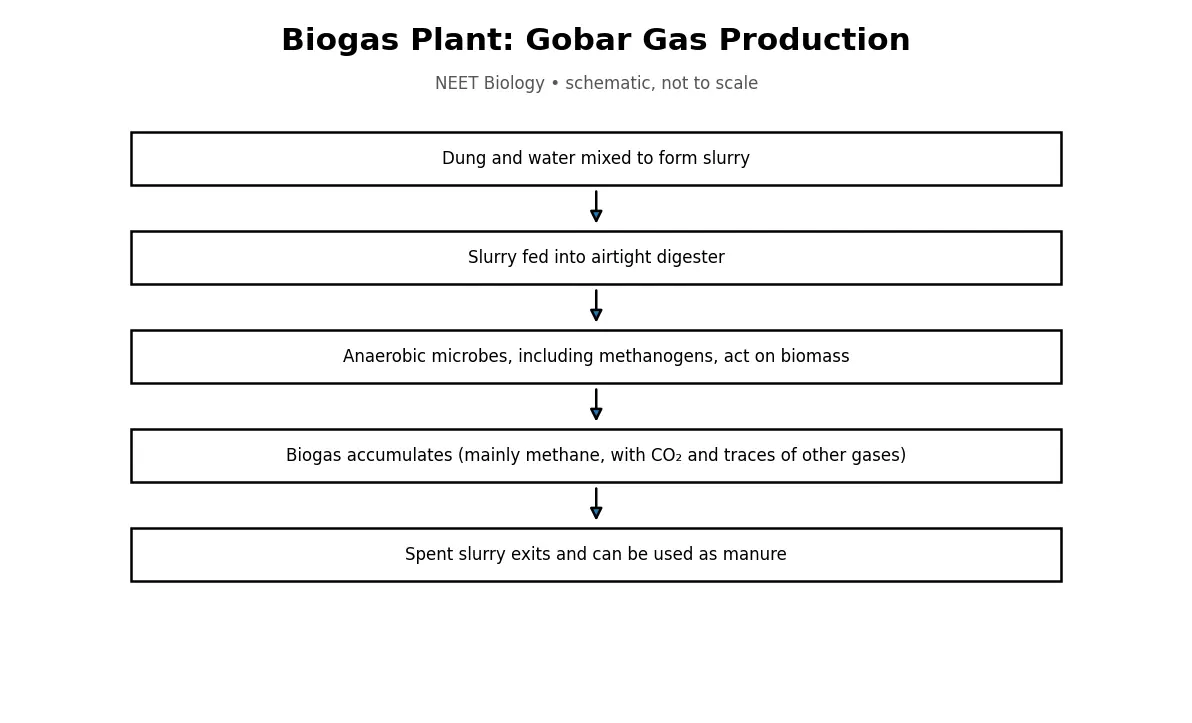 Biogas Plant: Gobar Gas Production
NEET Biology • schematic, not to scale
Dung and water mixed to form slurry
Slurry fed into airtight digester
Anaerobic microbes, including methanogens, act on biomass
Biogas accumulates (mainly methane, with CO₂ and traces of other gases)
Spent slurry exits and can be used as manure